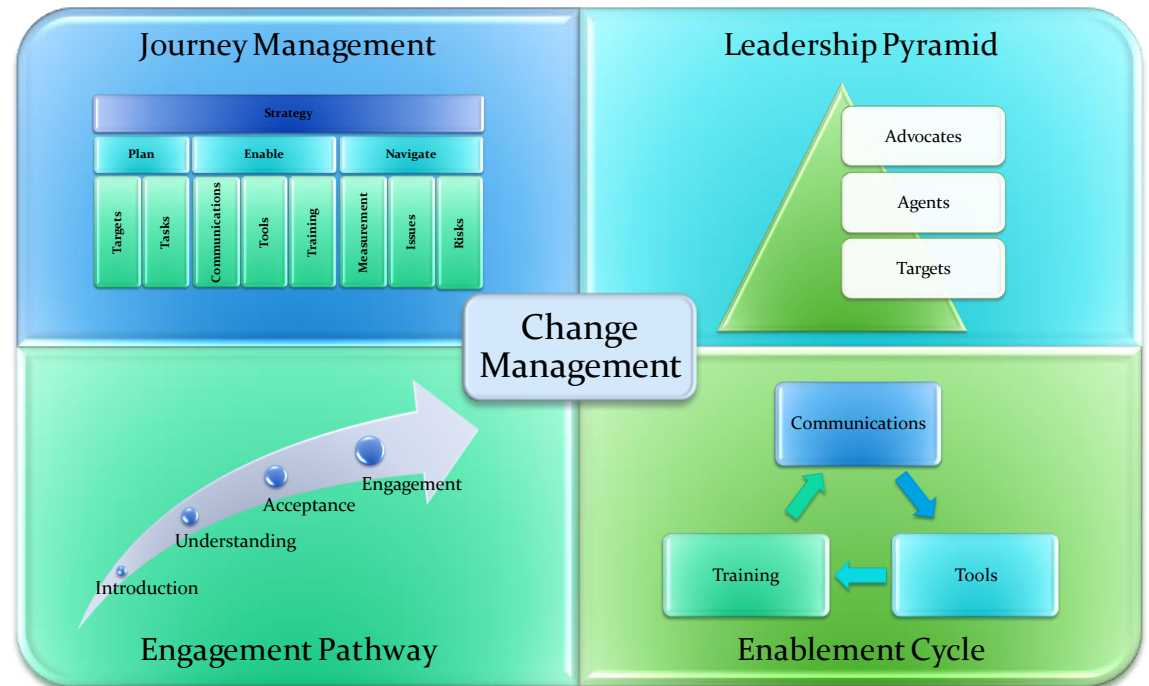 Journey Management
Strategy
Plan
Enable
Navigate
Targets
Tasks
Communications
Tools
Training
Measurement
Issues
Risks
Leadership Pyramid
Advocates
Agents
Targets
Change
Management
Engagement
Acceptance
Understanding
Introduction
Engagement Pathway
Communications
Training
Tools
Enablement Cycle